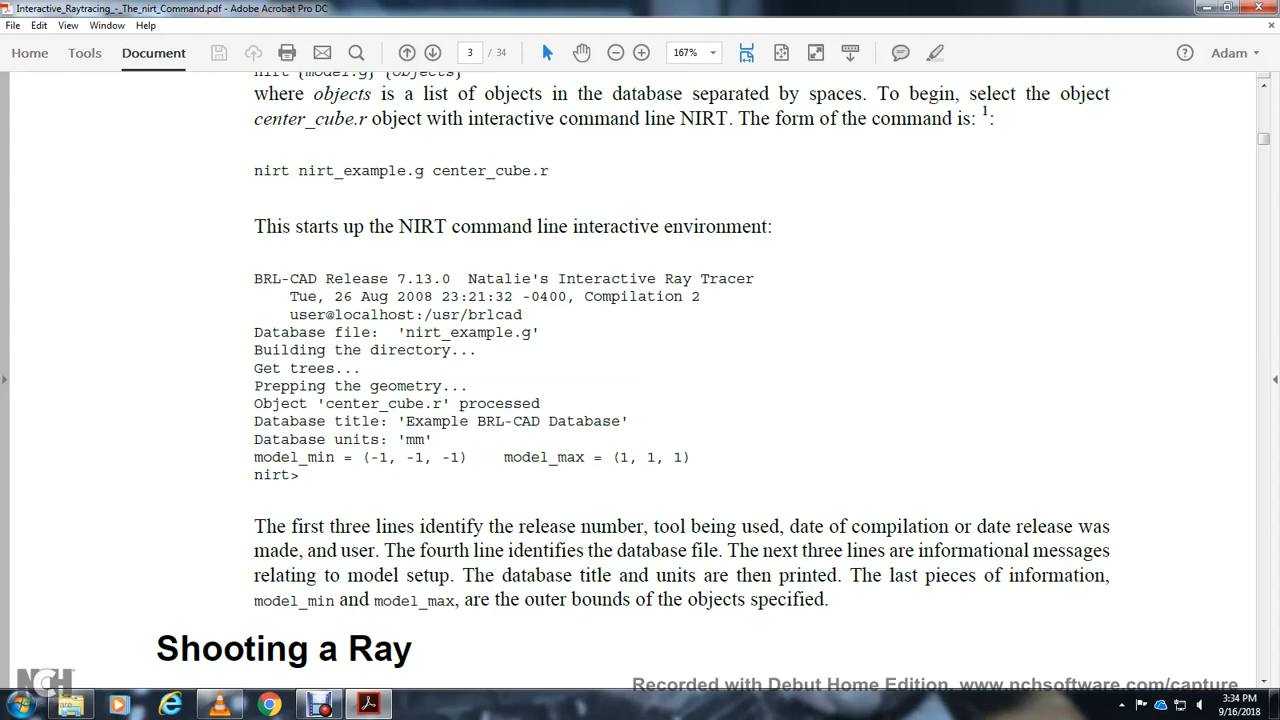 Interactive_Raytracing_-_The_nirt_Command.pdf - Adobe Acrobat Pro DC
File Edit View Window Help
Home Tools Document 3 / 34 167% Adam
nirt {model.g} {objects}
where objects is a list of objects in the database separated by spaces. To begin, select the object
center_cube.r object with interactive command line NIRT. The form of the command is: 1:
nirt nirt_example.g center_cube.r
This starts up the NIRT command line interactive environment:
BRL-CAD Release 7.13.0  Natalie's Interactive Ray Tracer
    Tue, 26 Aug 2008 23:21:32 -0400, Compilation 2
    user@localhost:/usr/brlcad
Database file:  'nirt_example.g'
Building the directory...
Get trees...
Prepping the geometry...
Object 'center_cube.r' processed
Database title: 'Example BRL-CAD Database'
Database units: 'mm'
model_min = (-1, -1, -1)    model_max = (1, 1, 1)
nirt>
The first three lines identify the release number, tool being used, date of compilation or date release was
made, and user. The fourth line identifies the database file. The next three lines are informational messages
relating to model setup. The database title and units are then printed. The last pieces of information,
model_min and model_max, are the outer bounds of the objects specified.
Shooting a Ray
NCH
Recorded with Debut Home Edition. www.nchsoftware.com/capture
3:34 PM
9/16/2018